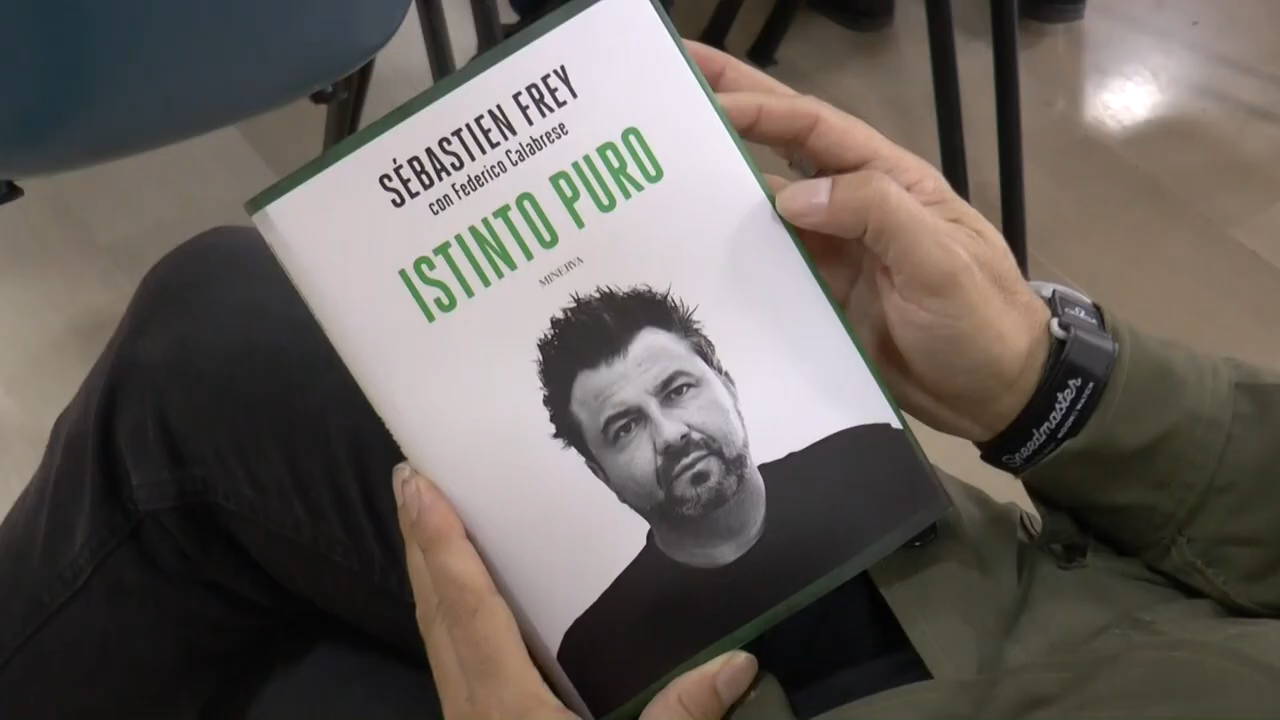 SÉBASTIEN FREY
con Federico Calabrese
ISTINTO PURO
MINERVA
Speedmaster